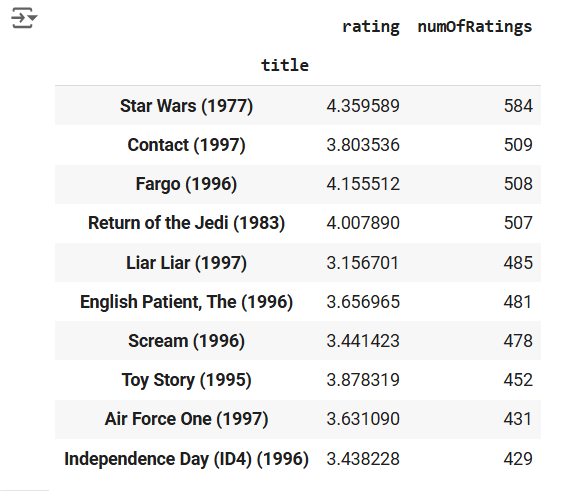 rating numOfRatings
title
Star Wars (1977) 4.359589 584
Contact (1997) 3.803536 509
Fargo (1996) 4.155512 508
Return of the Jedi (1983) 4.007890 507
Liar Liar (1997) 3.156701 485
English Patient, The (1996) 3.656965 481
Scream (1996) 3.441423 478
Toy Story (1995) 3.878319 452
Air Force One (1997) 3.631090 431
Independence Day (ID4) (1996) 3.438228 429